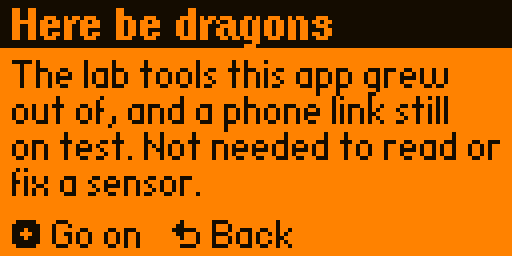 Here be dragons
The lab tools this app grew
out of, and a phone link still
on test. Not needed to read or
fix a sensor.
Go on Back